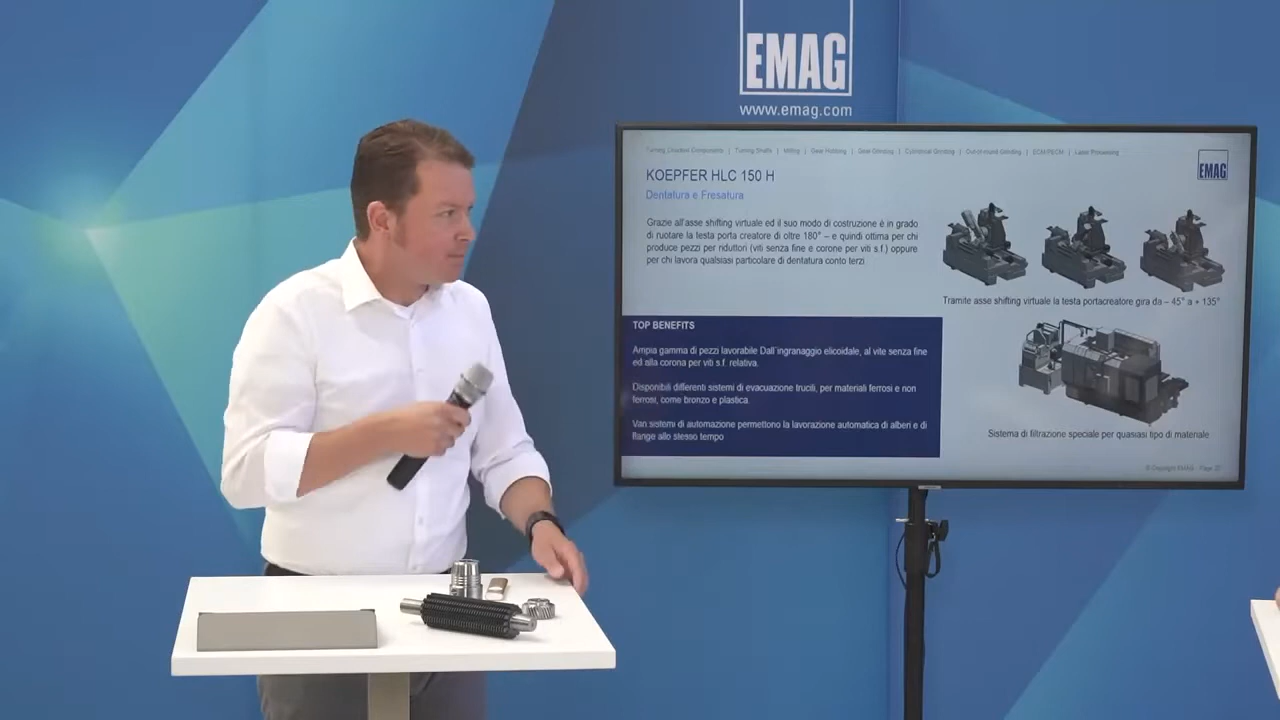 EMAG
www.emag.com
Turning Chucked Components | Turning Shafts | Milling | Gear Hobbing | Gear Grinding | Cylindrical Grinding | Out-of-round Grinding | ECM/PECM | Laser Processing
EMAG
KOEPFER HLC 150 H
Dentatura e Fresatura
Grazie all'asse shifting virtuale ed il suo modo di costruzione è in grado
di ruotare la testa porta creatore di oltre 180° – e quindi ottima per chi
produce pezzi per riduttori (viti senza fine e corone per viti s.f.) oppure
per chi lavora qualsiasi particolare di dentatura conto terzi
Tramite asse shifting virtuale la testa portacreatore gira da – 45° a + 135°
TOP BENEFITS
Ampia gamma di pezzi lavorabile Dall'ingranaggio elicoidale, al vite senza fine
ed alla corona per viti s.f. relativa.
Disponibili differenti sistemi di evacuazione trucili, per materiali ferrosi e non
ferrosi, come bronzo e plastica.
Vari sistemi di automazione permettono la lavorazione automatica di alberi e di
flange allo stesso tempo
Sistema di filtrazione speciale per quasiasi tipo di materiale
© Copyright EMAG - Page